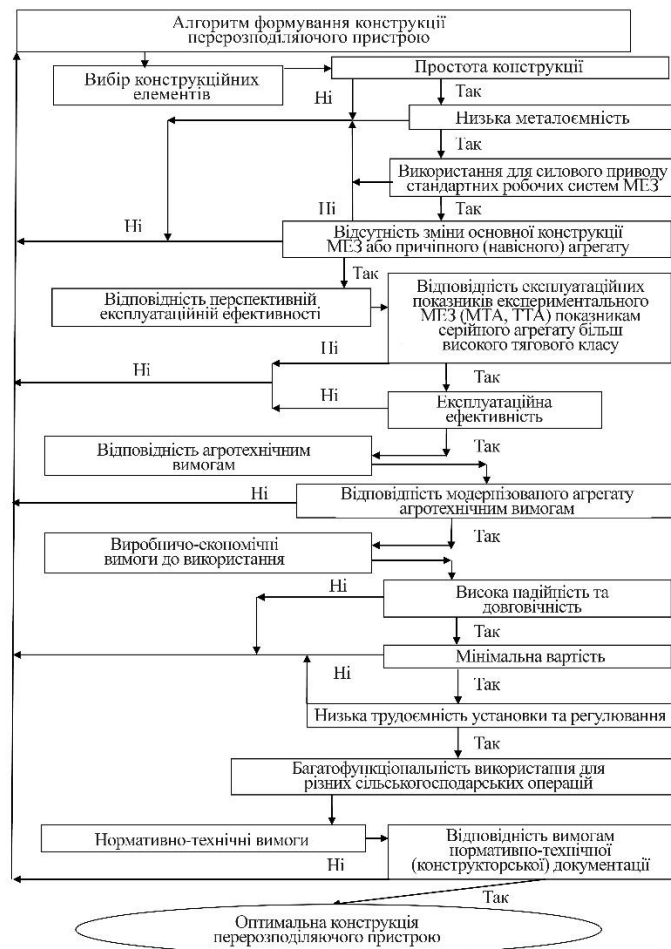 Алгоритм формування конструкції
перерозподіляючого пристрою
Вибір конструкційних
елементів
Простота конструкції
Ні
Так
Низька металоємність
Так
Використання для силового приводу
стандартних робочих систем МЕЗ
Ні
Ні
Так
Відсутність зміни основної конструкції
МЕЗ або причіпного (навісного) агрегату
Так
Відповідність перспективній
експлуатаційній ефективності
Відповідність експлуатаційних
показників експериментального
МЕЗ (МТА, ТТА) показникам
серійного агрегату більш
високого тягового класу
Ні
Ні
Так
Ні
Експлуатаційна
ефективність
Так
Відповідність агротехнічним
вимогам
Ні
Відповідність модернізованого агрегату
агротехнічним вимогам
Так
Виробничо-економічні
вимоги до використання
Ні
Висока надійність та
довговічність
Так
Мінімальна вартість
Ні
Так
Низька трудоємність установки та регулювання
Так
Багатофункціональність використання для
різних сільськогосподарських операцій
Нормативно-технічні вимоги
Відповідність вимогам
нормативно-технічної
(конструкторської) документації
Ні
Так
Оптимальна конструкція
перерозподіляючого пристрою